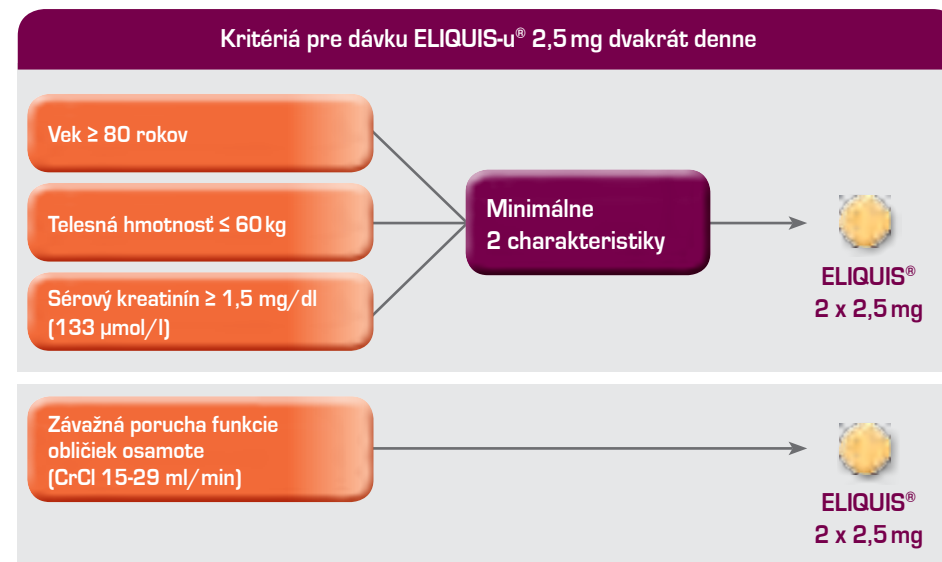 Kritériá pre dávku ELIQUIS-u® 2,5 mg dvakrát denne
Vek ≥ 80 rokov
Telesná hmotnosť ≤ 60 kg
Sérový kreatinín ≥ 1,5 mg/dl
(133 µmol/l)
Minimálne
2 charakteristiky
ELIQUIS®
2 x 2,5 mg
Závažná porucha funkcie
obličiek osamote
(CrCl 15-29 ml/min)
ELIQUIS®
2 x 2,5 mg